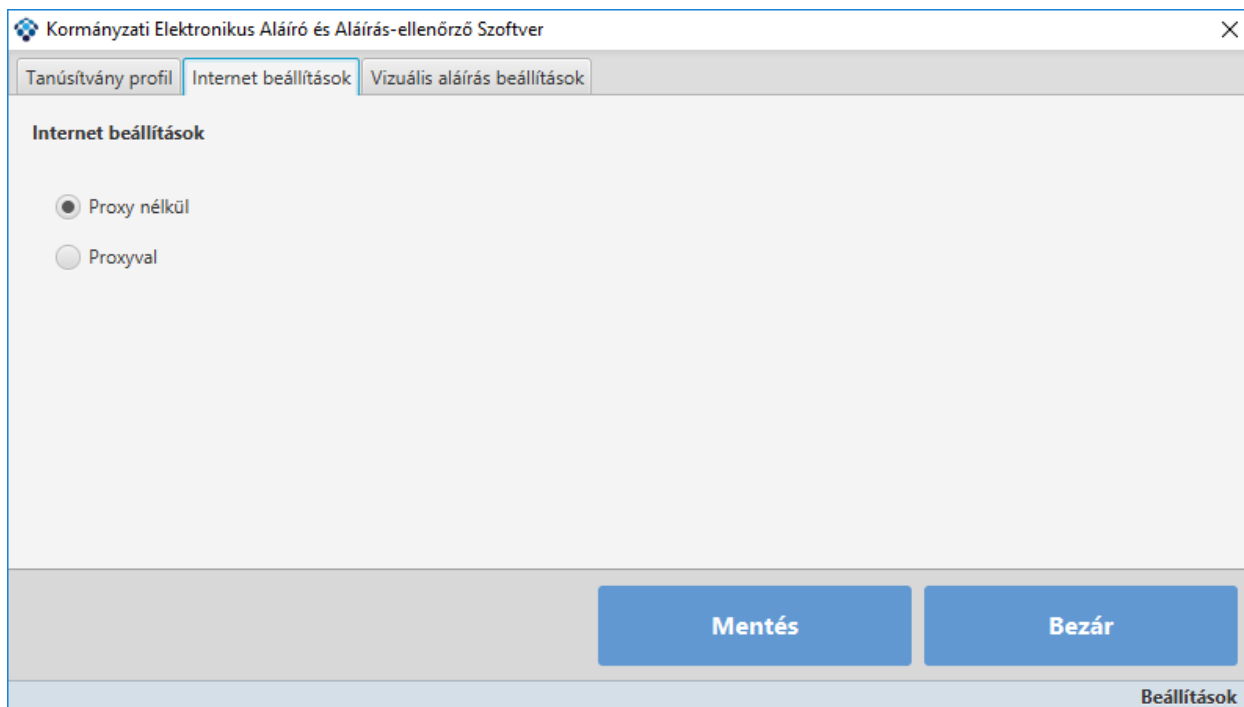 Kormányzati Elektronikus Aláíró és Aláírás-ellenőrző Szoftver
Tanúsítvány profil Internet beállítások Vizuális aláírás beállítások
Internet beállítások
Proxy nélkül
Proxyval
Mentés Bezár
Beállítások